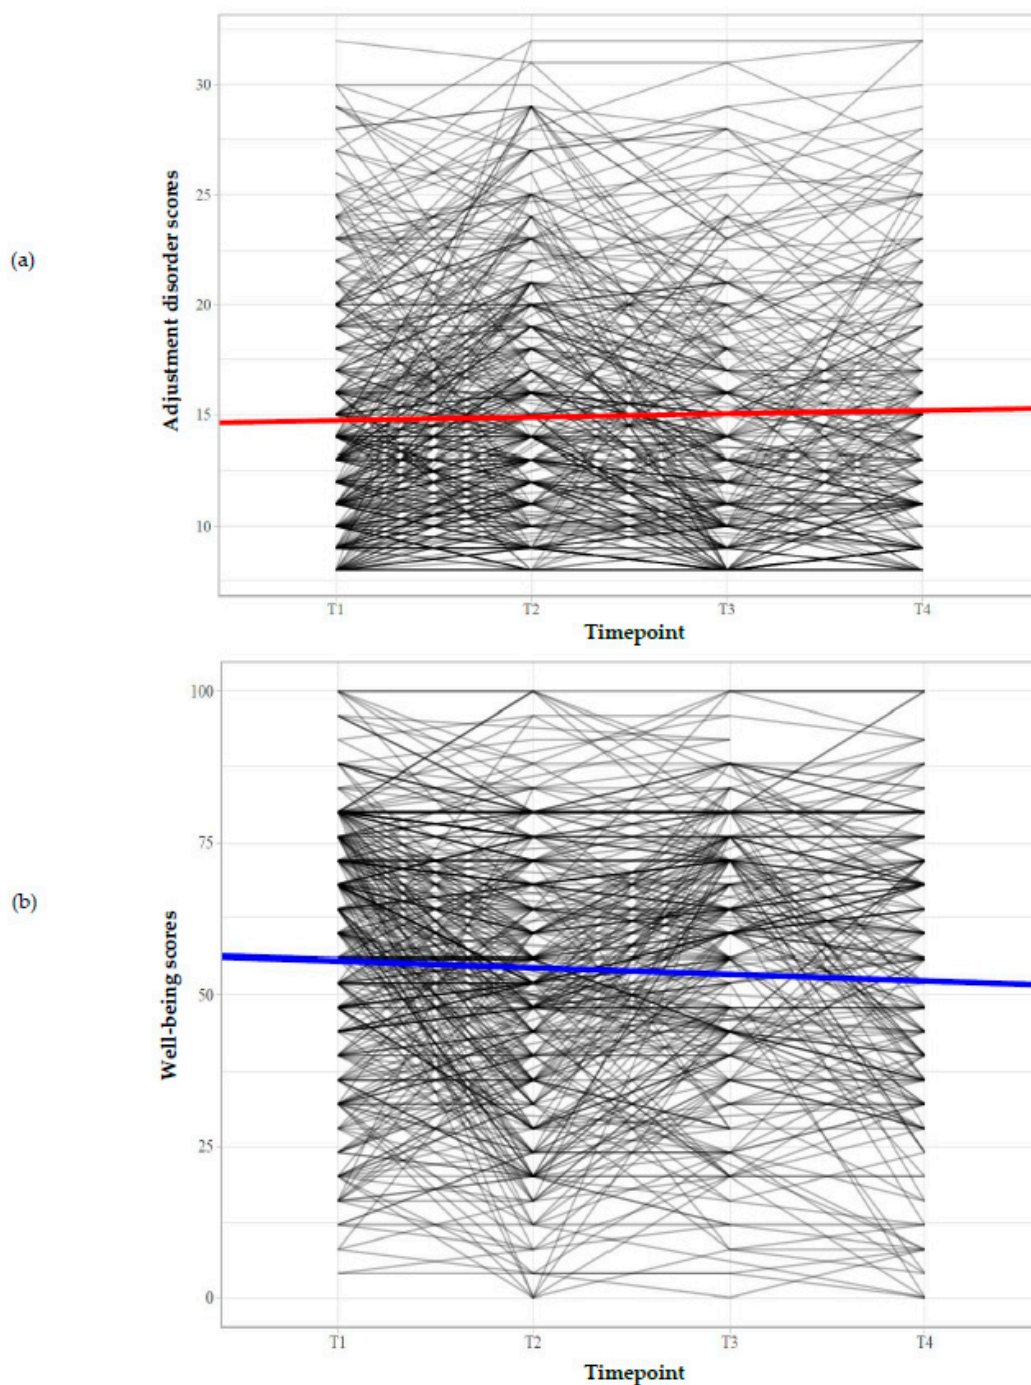 (a)
Adjustment disorder scores
30
25
20
15
10
T1 T2 T3 T4
Timepoint
(b)
Well-being scores
100
75
50
25
0
T1 T2 T3 T4
Timepoint